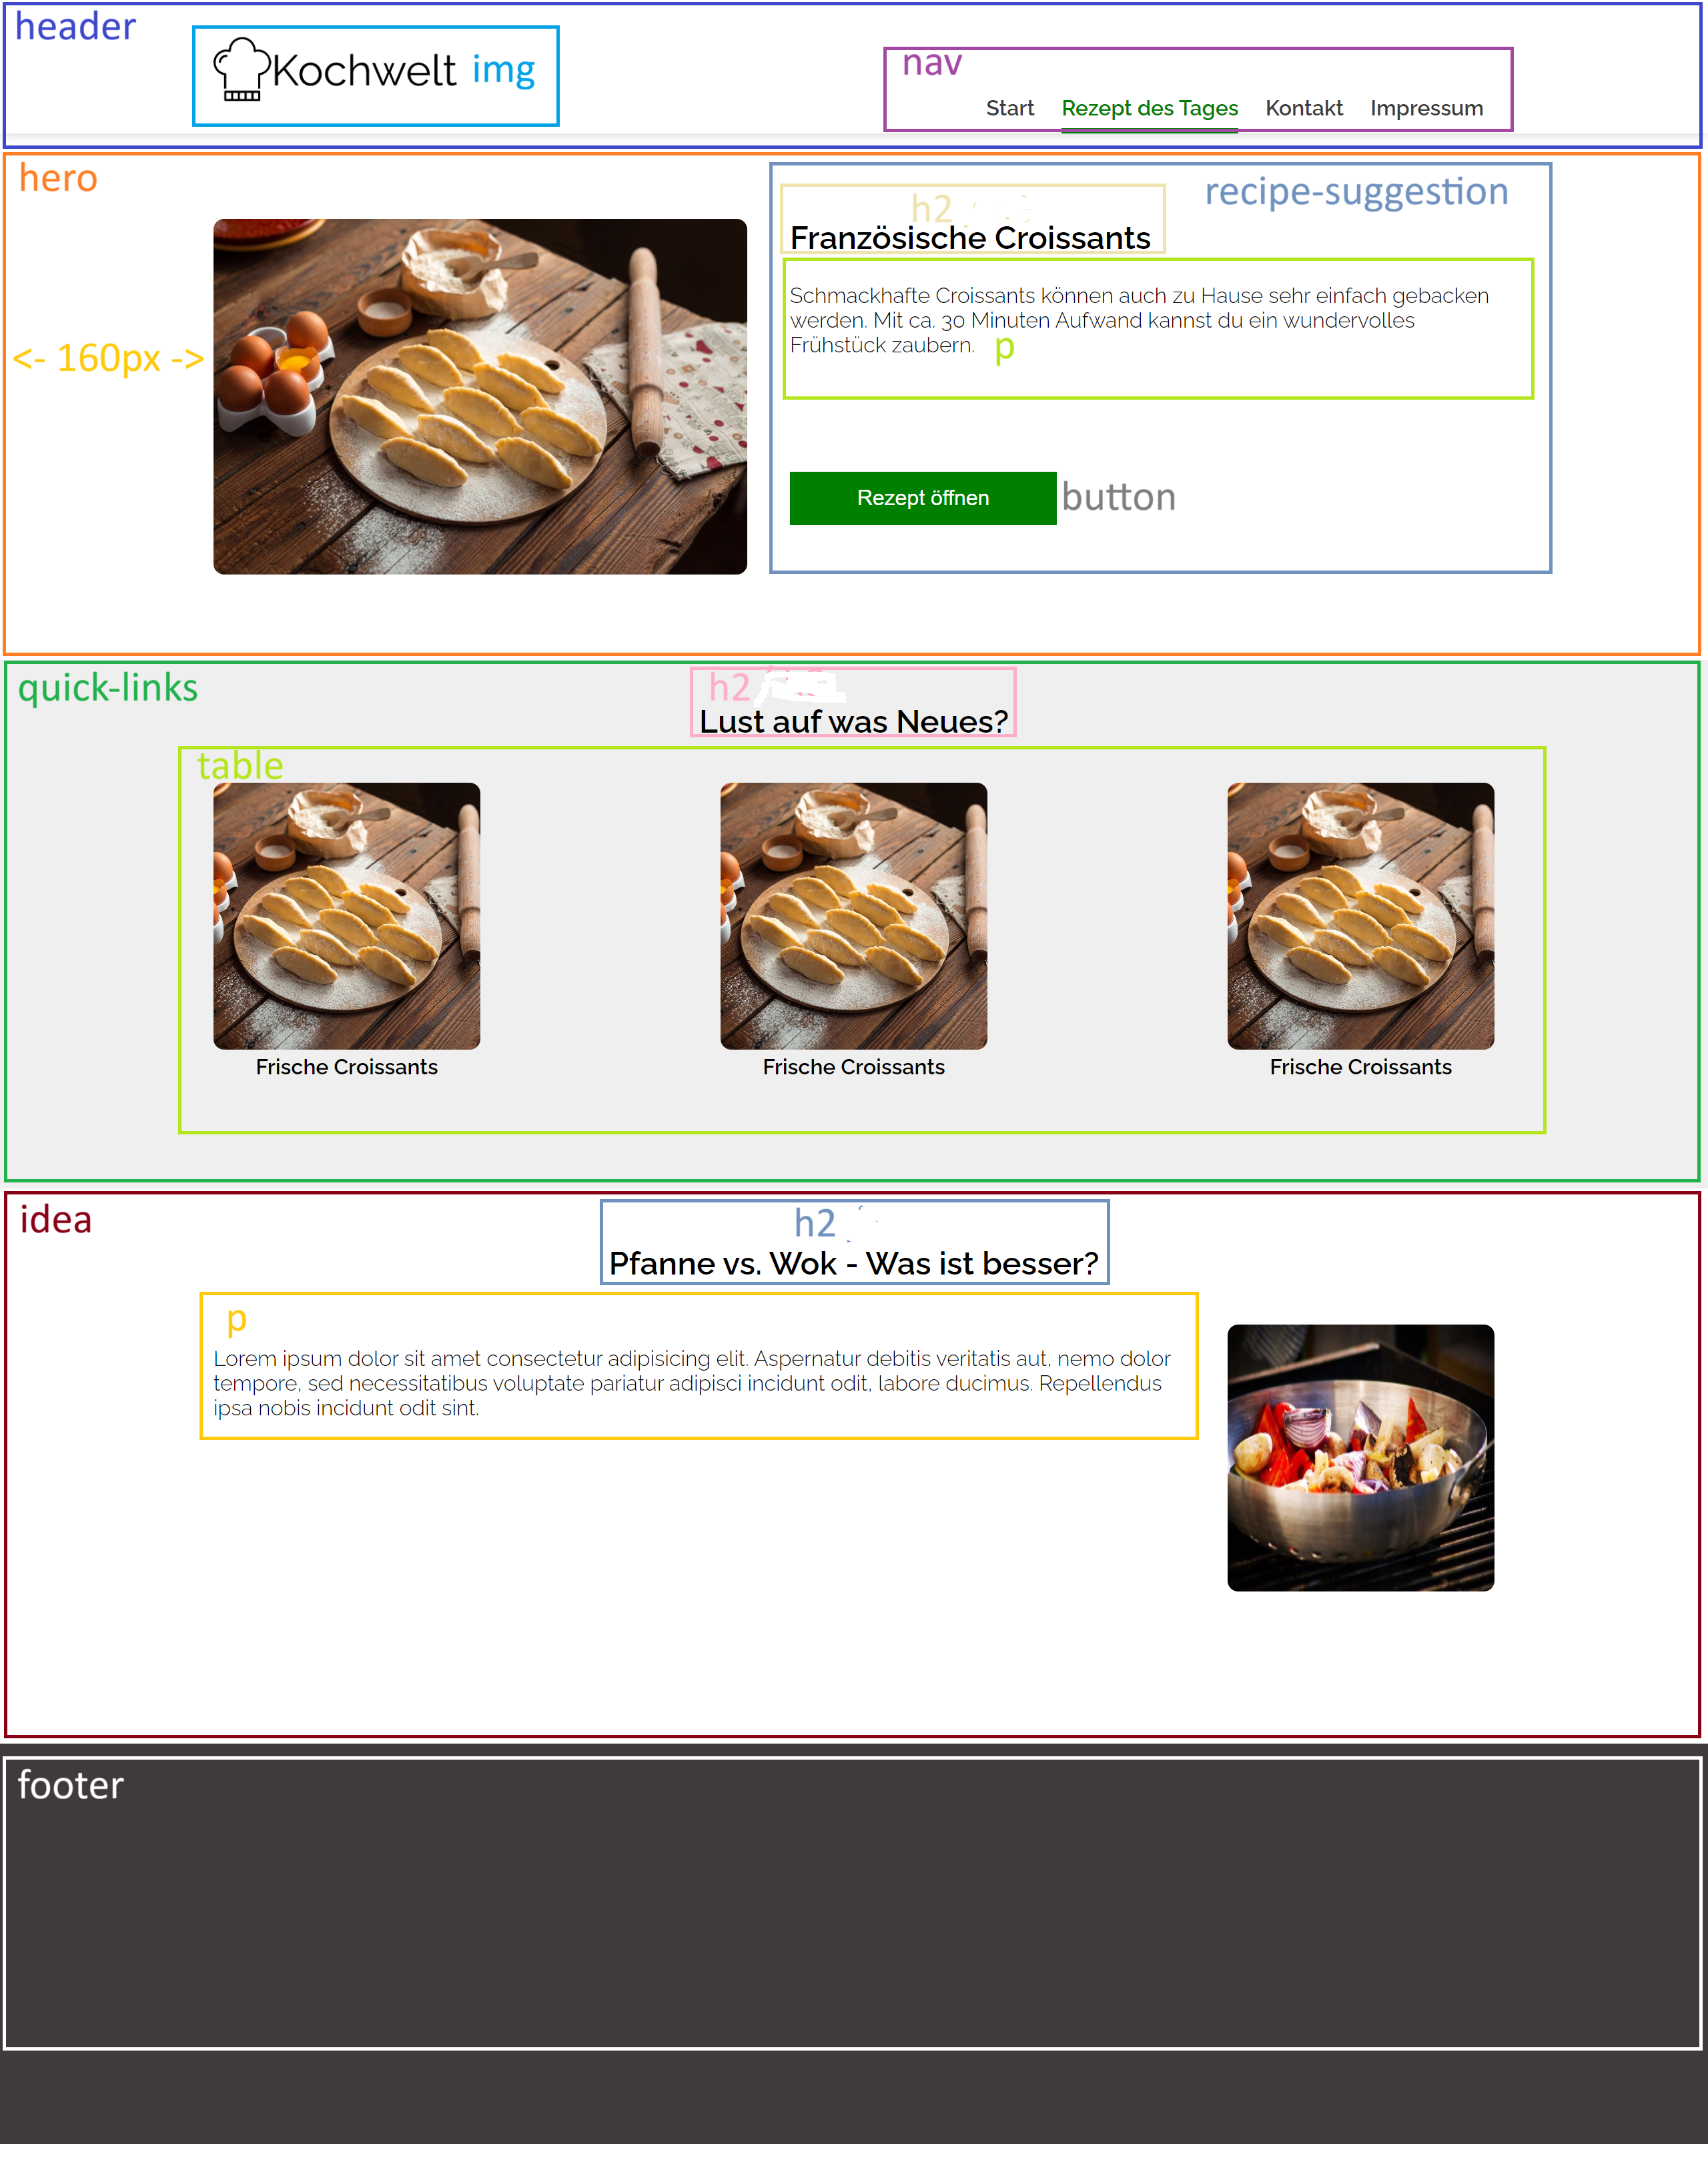 header
Kochwelt img
nav
Start Rezept des Tages Kontakt Impressum
hero
recipe-suggestion
h2
Französische Croissants
Schmackhafte Croissants können auch zu Hause sehr einfach gebacken
werden. Mit ca. 30 Minuten Aufwand kannst du ein wundervolles
Frühstück zaubern. p
<- 160px ->
Rezept öffnen button
quick-links
h2
Lust auf was Neues?
table
Frische Croissants Frische Croissants Frische Croissants
idea
h2
Pfanne vs. Wok - Was ist besser?
p
Lorem ipsum dolor sit amet consectetur adipisicing elit. Aspernatur debitis veritatis aut, nemo dolor
tempore, sed necessitatibus voluptate pariatur adipisci incidunt odit, labore ducimus. Repellendus
ipsa nobis incidunt odit sint.
footer